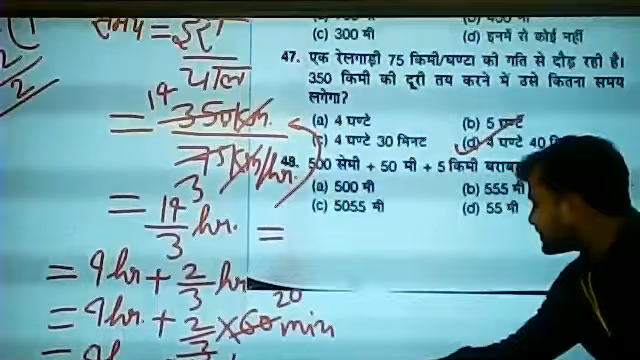 समय = दूरी
चाल
(c) 300 मी
(d) इनमें से कोई नहीं
47. एक रेलगाड़ी 75 किमी/घण्टा की गति से दौड़ रही है।
350 किमी की दूरी तय करने में उसे कितना समय
लगेगा?
(a) 4 घण्टे
(b) 5 घण्टे
(c) 4 घण्टे 30 मिनट
(d) 4 घण्टे 40
48. 500 सेमी + 50 मी + 5 किमी बराबर
(a) 500 मी
(b) 555 मी
(c) 5055 मी
(d) 55 मी
14
= 350 km
75 km/hr.
3
= 14/3 hr. =
= 4hr + 2/3 hr
20
= 4hr. + 2/3 × 60 min